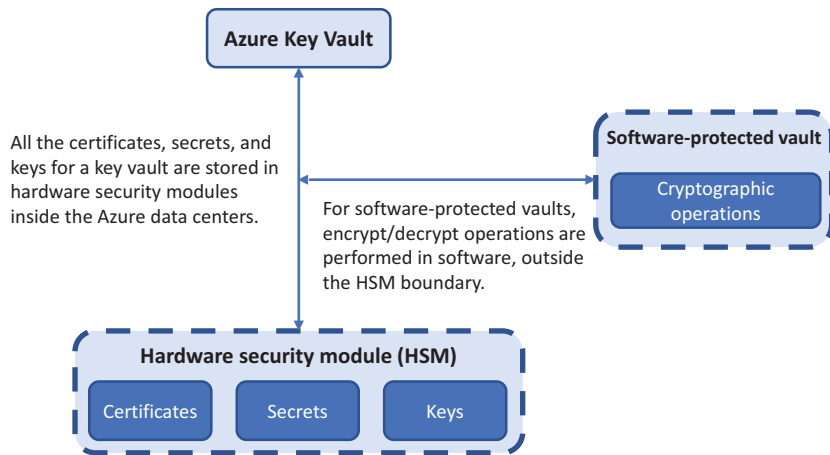 Azure Key Vault
All the certificates, secrets, and
keys for a key vault are stored in
hardware security modules
inside the Azure data centers.
Software-protected vault
Cryptographic
operations
For software-protected vaults,
encrypt/decrypt operations are
performed in software, outside
the HSM boundary.
Hardware security module (HSM)
Certificates
Secrets
Keys